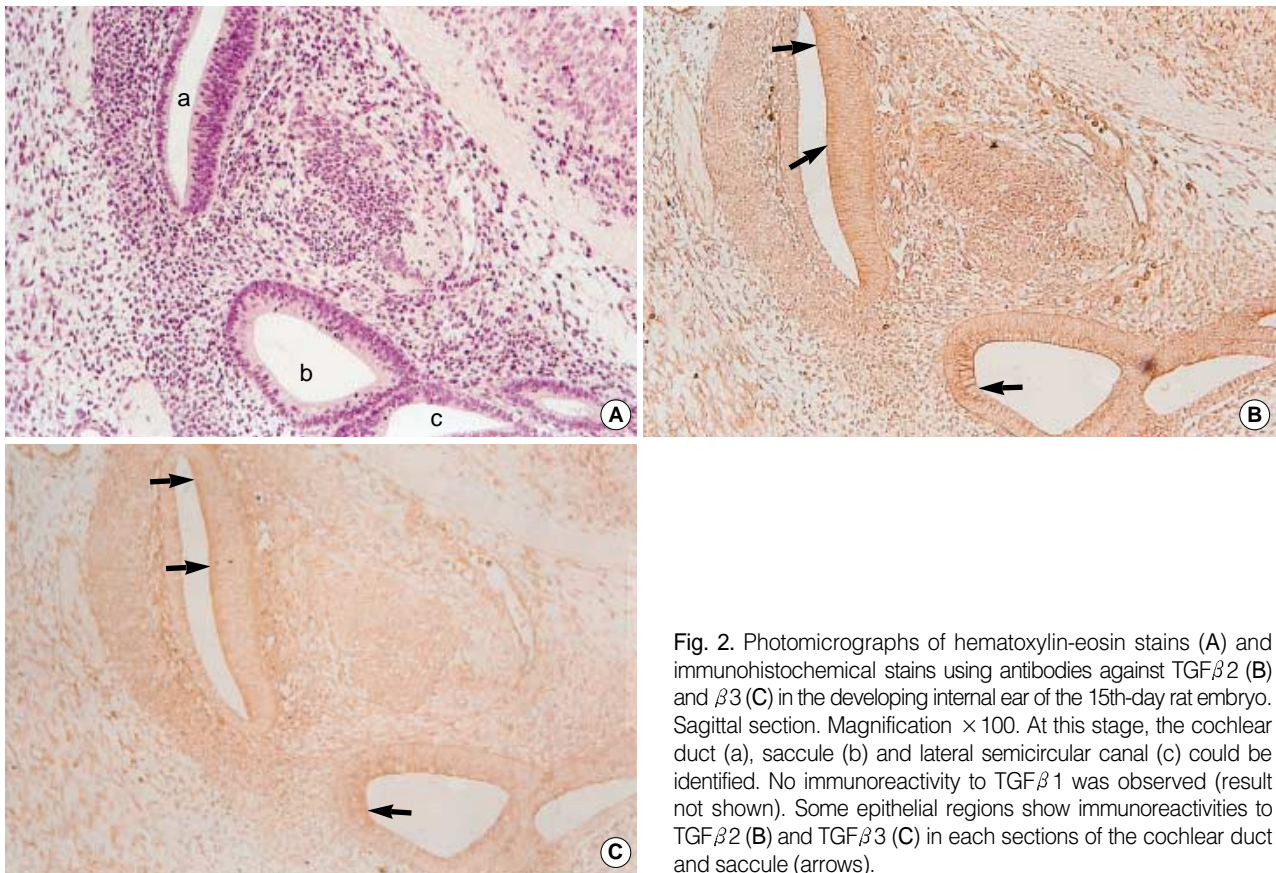 a
b
c
A
B
C
Fig. 2. Photomicrographs of hematoxylin-eosin stains (A) and
immunohistochemical stains using antibodies against TGFβ2 (B)
and β3 (C) in the developing internal ear of the 15th-day rat embryo.
Sagittal section. Magnification ×100. At this stage, the cochlear
duct (a), saccule (b) and lateral semicircular canal (c) could be
identified. No immunoreactivity to TGFβ1 was observed (result
not shown). Some epithelial regions show immunoreactivities to
TGFβ2 (B) and TGFβ3 (C) in each sections of the cochlear duct
and saccule (arrows).